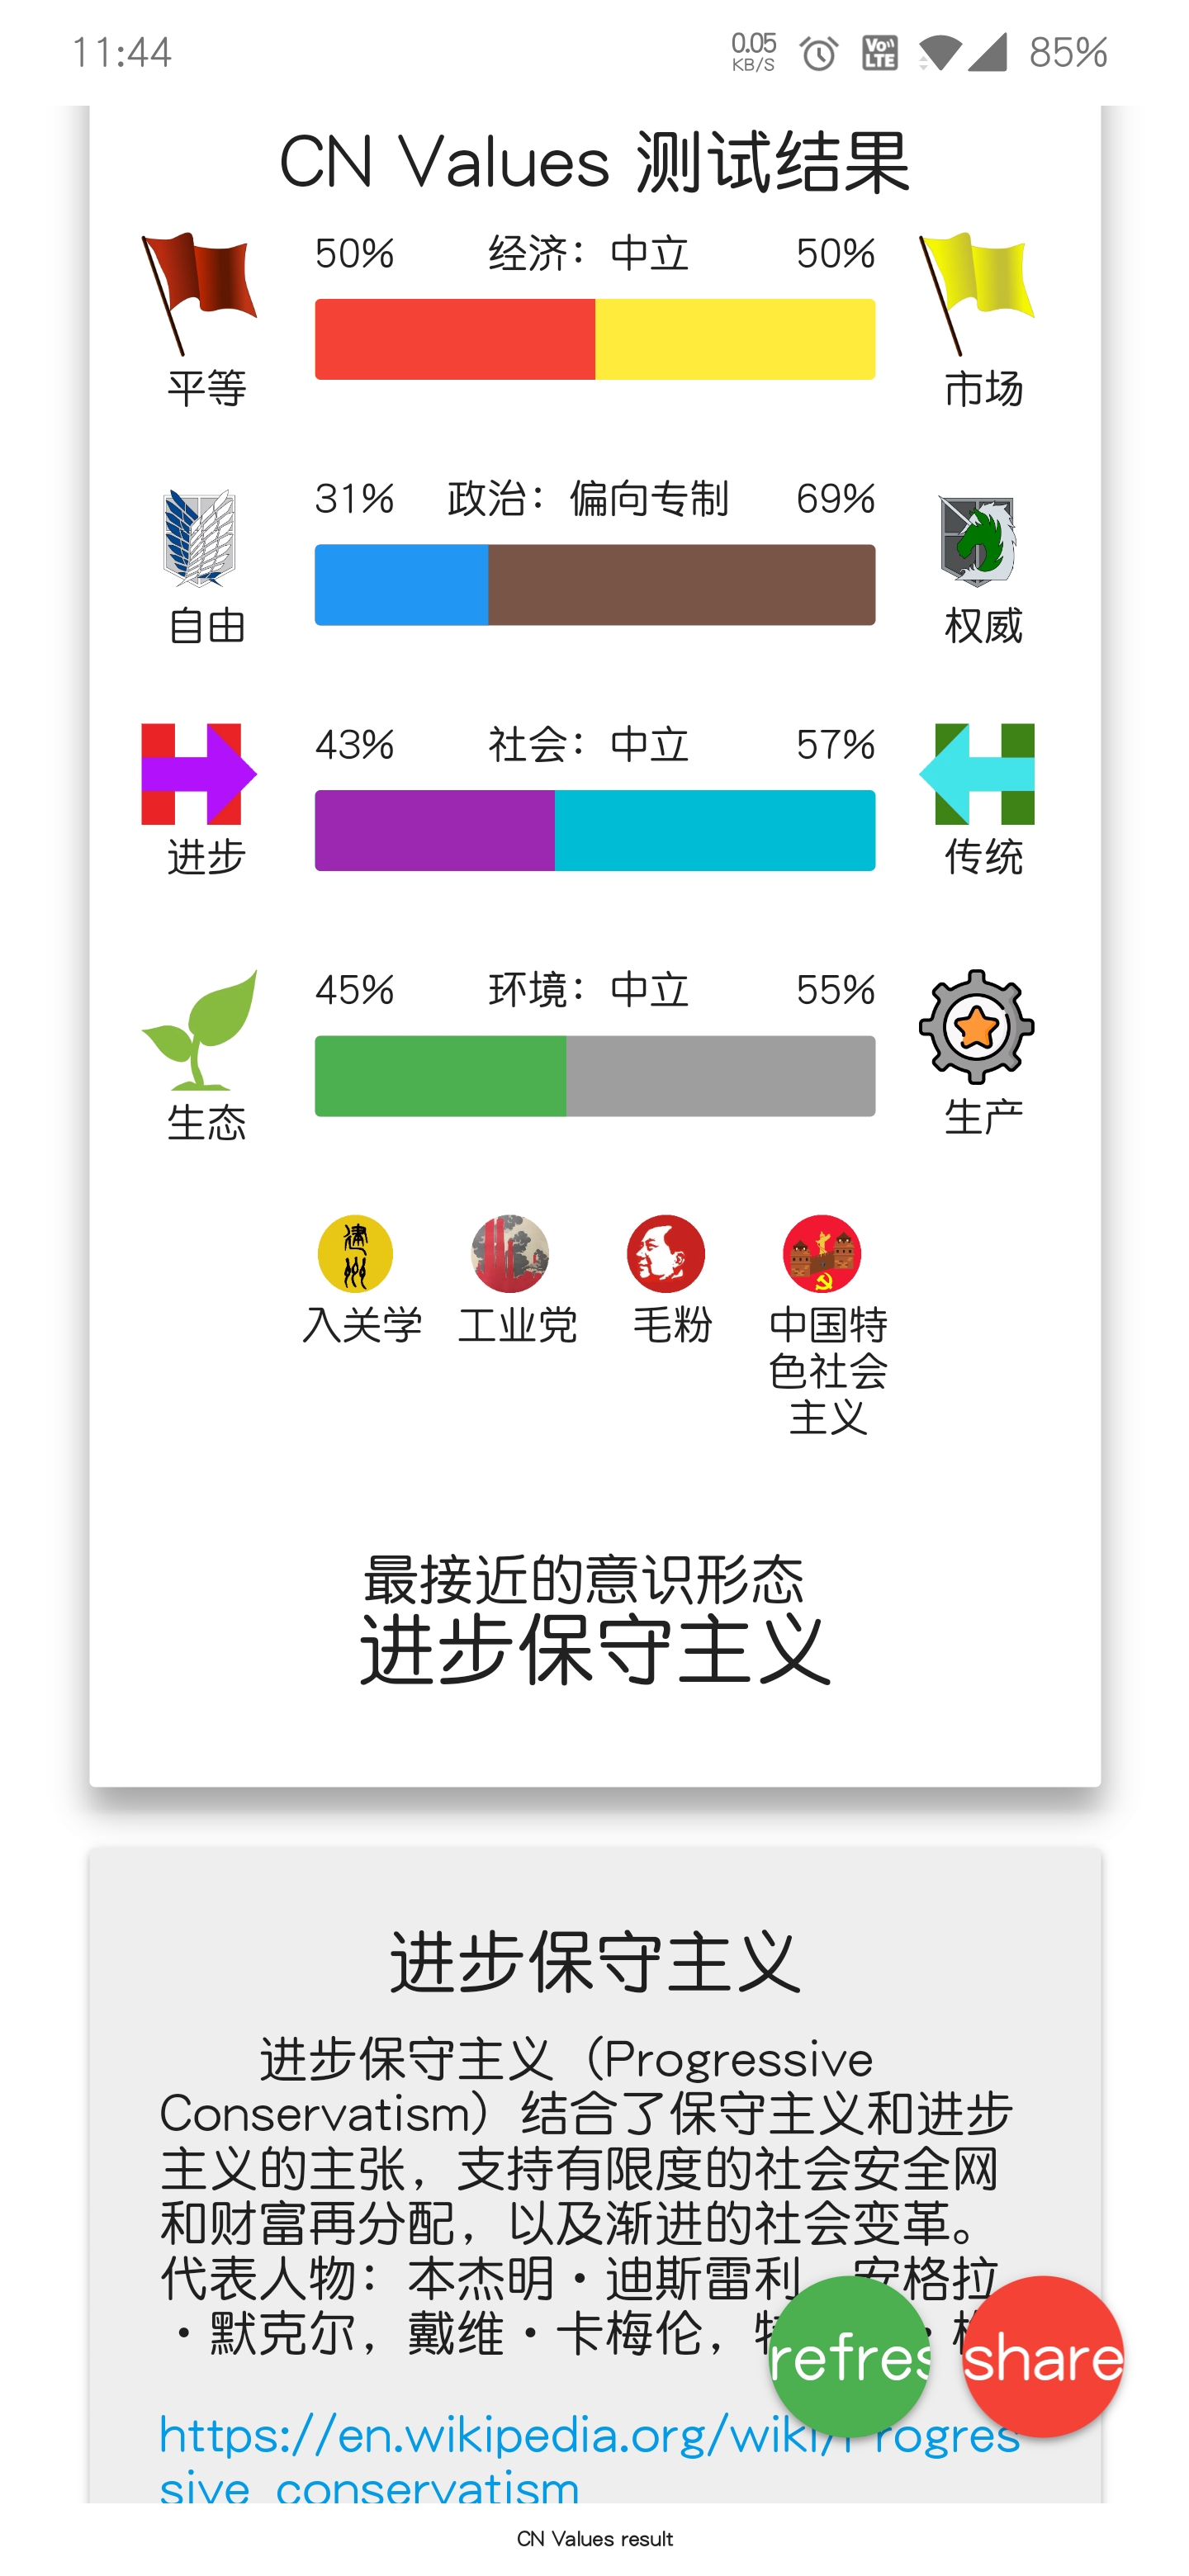 11:44
0.05
KB/S
Vo
LTE
85%
CN Values 测试结果
50% 经济：中立 50%
平等 市场
31% 政治：偏向专制 69%
自由 权威
43% 社会：中立 57%
进步 传统
45% 环境：中立 55%
生态 生产
建
州
入关学 工业党 毛粉 中国特
色社会
主义
最接近的意识形态
进步保守主义
进步保守主义
进步保守主义（Progressive
Conservatism）结合了保守主义和进步
主义的主张，支持有限度的社会安全网
和财富再分配，以及渐进的社会变革。
代表人物：本杰明·迪斯雷利 安格拉
·默克尔，戴维·卡梅伦，
refres
share
https://en.wikipedia.org/wiki/Progres
sive_conservatism
CN Values result